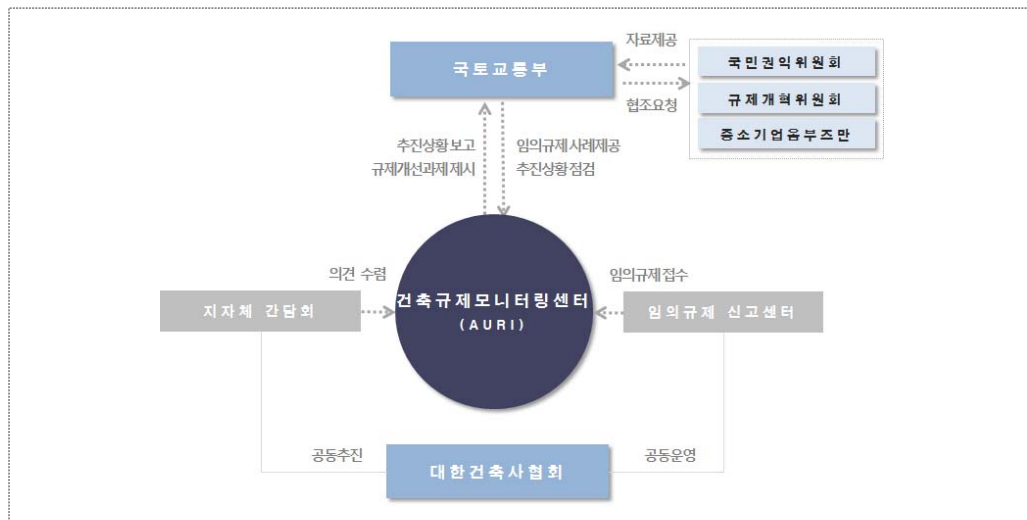 자료제공
국토교통부
국민권익위원회
규제개혁위원회
협조요청
중소기업옴부즈만
추진상황 보고
규제개선과제 제시
임의규제 사례제공
추진상황 점검
의견 수렴
임의규제 접수
지자체 간담회
건축규제모니터링센터
(AURI)
임의규제 신고센터
공동추진
대한건축사협회
공동운영